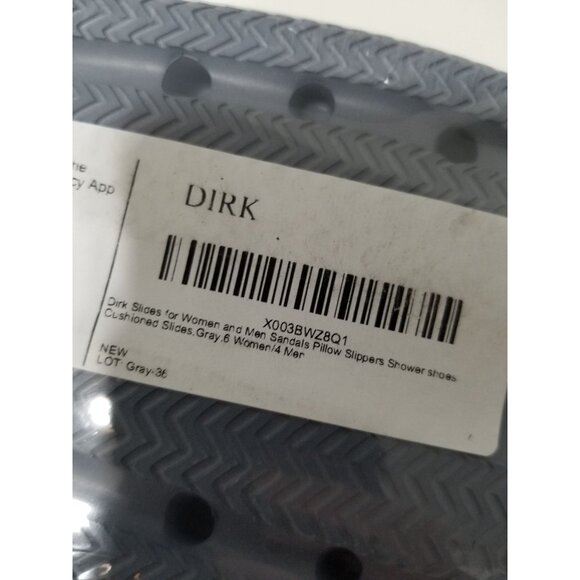 App
DIRK
X003BWZ8Q1
Dirk Slides for Women and Men Sandals Pillow Slippers Shower shoes
Cushioned Slides,Gray,6 Women/4 Men
NEW
LOT: Gray-36